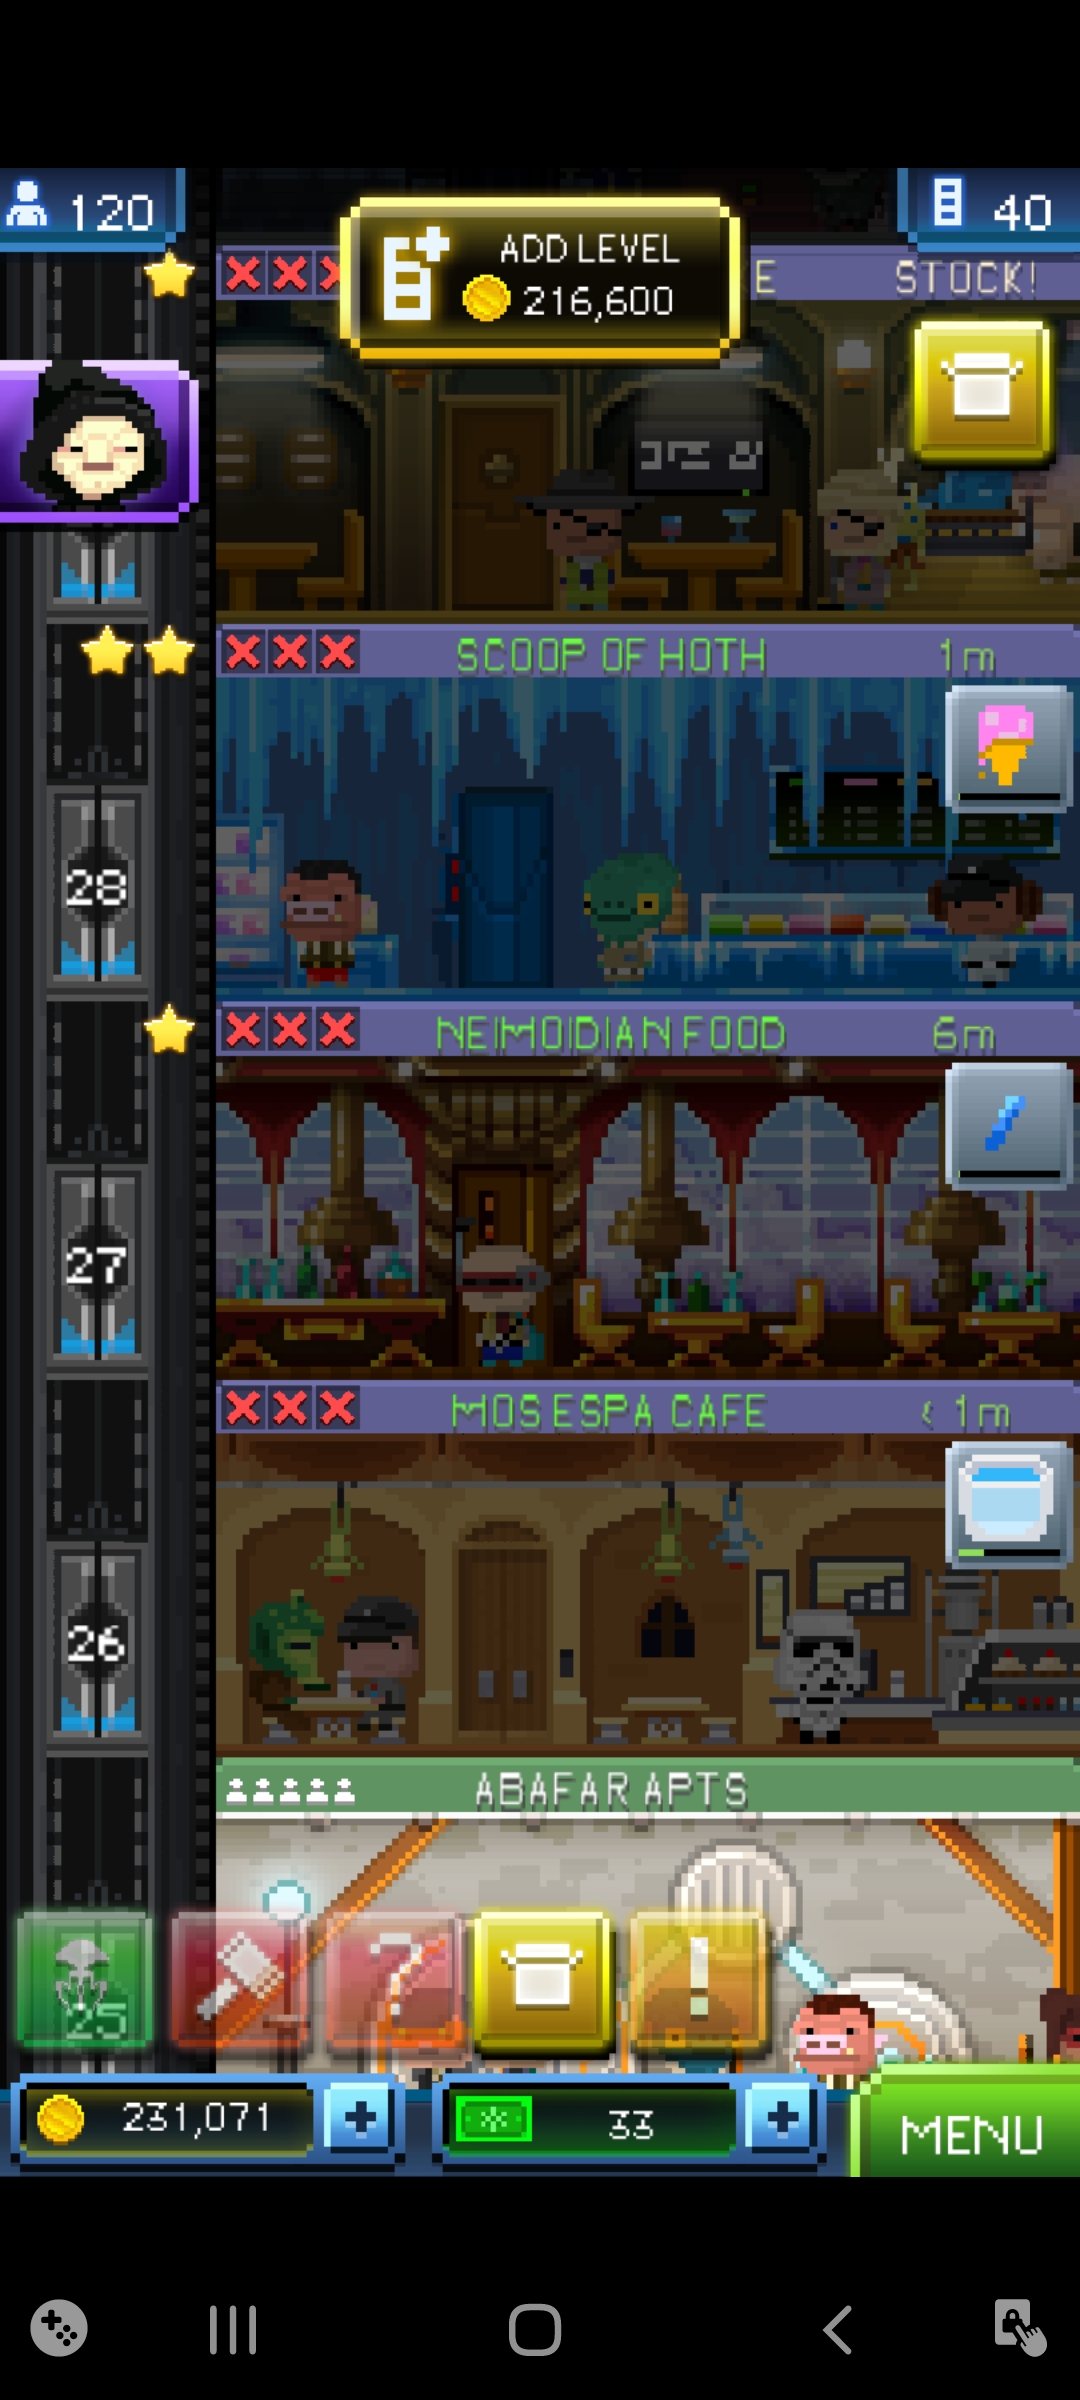 120
ADD LEVEL
216,600
40
E STOCK!
SCOOP OF HOTH 1m
28
NEIMOIDIAN FOOD 6m
27
MOS ESPA CAFE < 1m
26
ABAFAR APTS
25
?
!
231,071 +
33 +
MENU